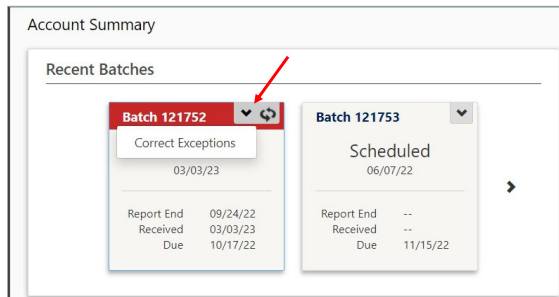 Account Summary
Recent Batches
Batch 121752
Correct Exceptions
03/03/23
Report End 09/24/22
Received 03/03/23
Due 10/17/22
Batch 121753
Scheduled
06/07/22
Report End --
Received --
Due 11/15/22